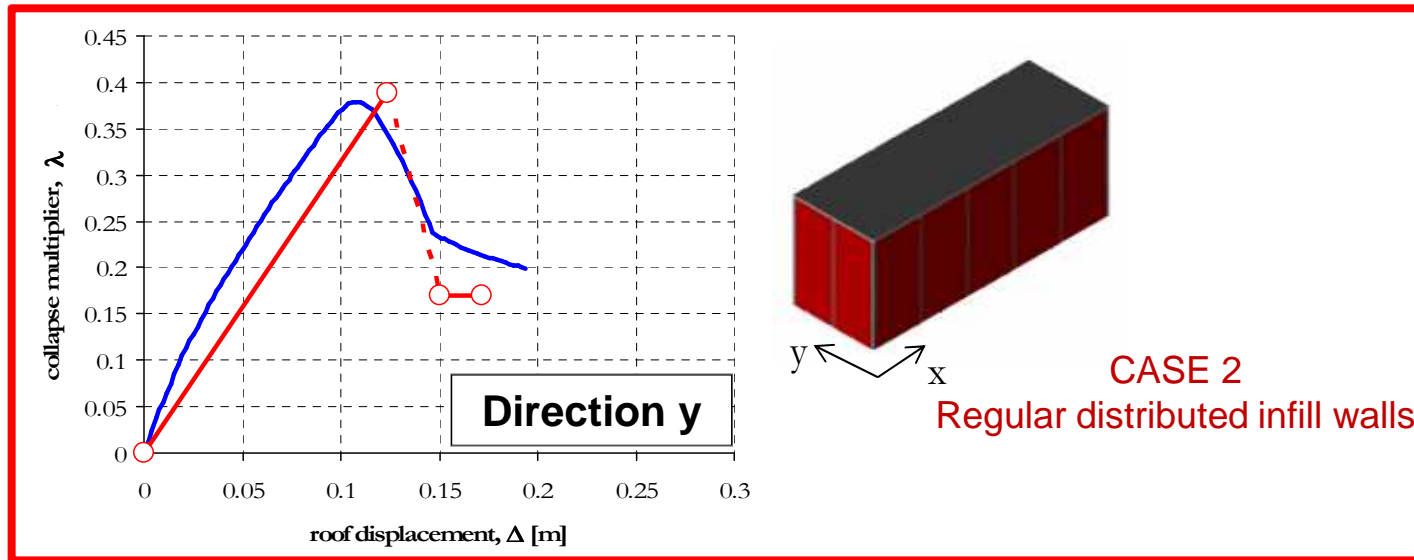 0.45
0.4
0.35
0.3
0.25
0.2
0.15
0.1
0.05
0
collapse multiplier, λ
Direction y
0 0.05 0.1 0.15 0.2 0.25 0.3
roof displacement, Δ [m]
y
x
CASE 2
Regular distributed infill walls